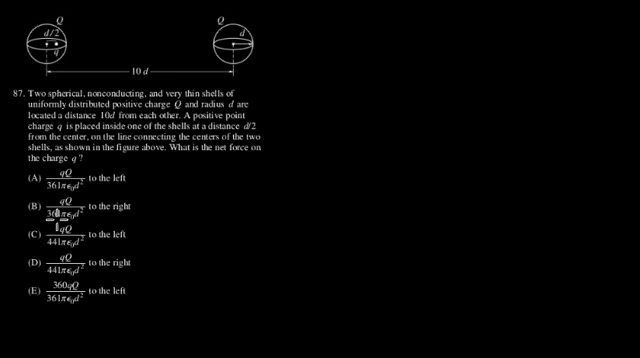 Q
Q
d/2
d
q
10 d
87. Two spherical, nonconducting, and very thin shells of
uniformly distributed positive charge Q and radius d are
located a distance 10d from each other. A positive point
charge q is placed inside one of the shells at a distance d/2
from the center, on the line connecting the centers of the two
shells, as shown in the figure above. What is the net force on
the charge q ?
(A) qQ/361πϵ₀d² to the left
(B) qQ/361πϵ₀d² to the right
(C) qQ/441πϵ₀d² to the left
(D) qQ/441πϵ₀d² to the right
(E) 360qQ/361πϵ₀d² to the left